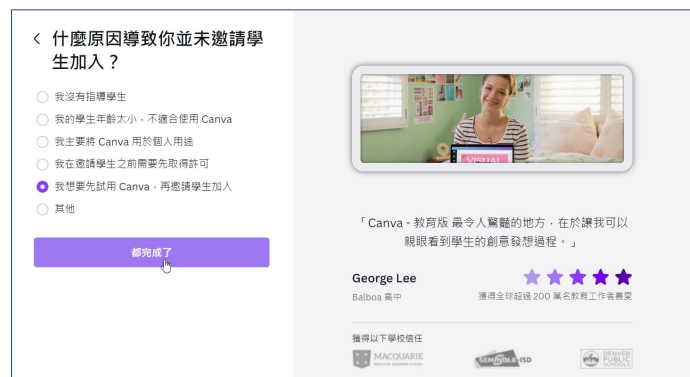 什麼原因導致你並未邀請學
生加入？
我沒有指導學生
我的學生年齡太小，不適合使用 Canva
我主要將 Canva 用於個人用途
我在邀請學生之前需要先取得許可
我想要先試用 Canva，再邀請學生加入
其他
都完成了
VISUAL
「Canva - 教育版 最令人驚豔的地方，在於讓我可以
親眼看到學生的創意發想過程。」
George Lee
Balboa 高中
獲得全球超過 200 萬名教育工作者喜愛
獲得以下學校信任
MACQUARIE
SEMINOLE ISD
DENVER
PUBLIC
SCHOOLS